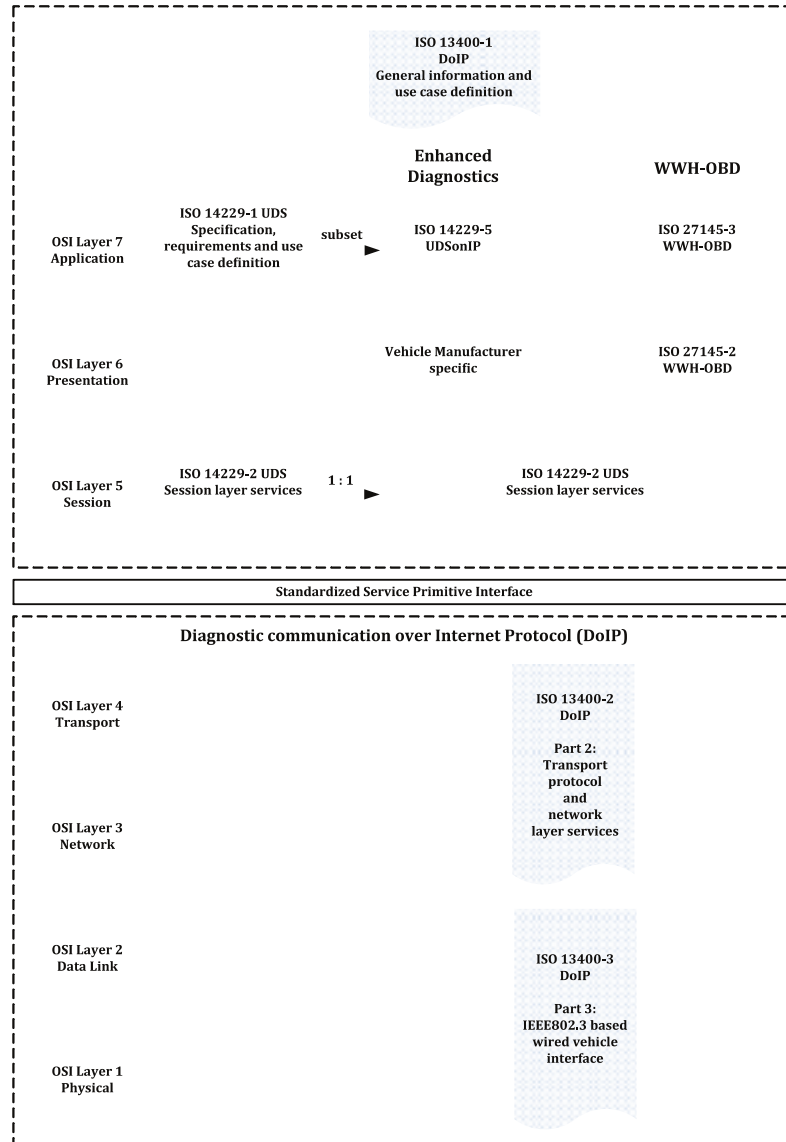 ISO 13400-1
DoIP
General information and
use case definition
Enhanced
Diagnostics
WWH-OBD
OSI Layer 7
Application
ISO 14229-1 UDS
Specification,
requirements and use
case definition
subset
ISO 14229-5
UDSonIP
ISO 27145-3
WWH-OBD
OSI Layer 6
Presentation
Vehicle Manufacturer
specific
ISO 27145-2
WWH-OBD
OSI Layer 5
Session
ISO 14229-2 UDS
Session layer services
1 : 1
ISO 14229-2 UDS
Session layer services
Standardized Service Primitive Interface
Diagnostic communication over Internet Protocol (DoIP)
OSI Layer 4
Transport
ISO 13400-2
DoIP
Part 2:
Transport
protocol
and
network
layer services
OSI Layer 3
Network
OSI Layer 2
Data Link
ISO 13400-3
DoIP
Part 3:
IEEE802.3 based
wired vehicle
interface
OSI Layer 1
Physical